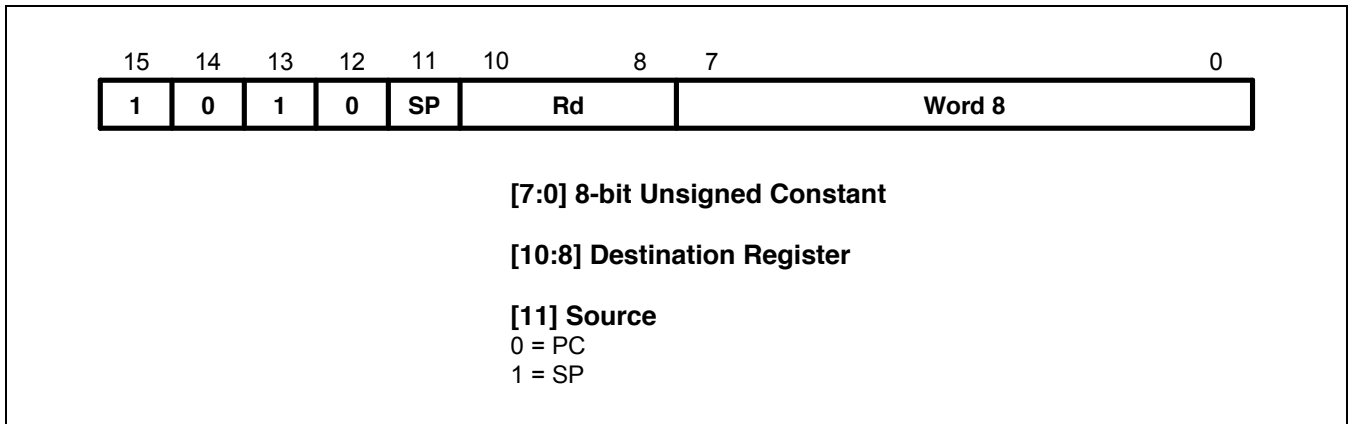 15 14 13 12 11 10 8 7 0
1 0 1 0 SP Rd Word 8
[7:0] 8-bit Unsigned Constant
[10:8] Destination Register
[11] Source
0 = PC
1 = SP